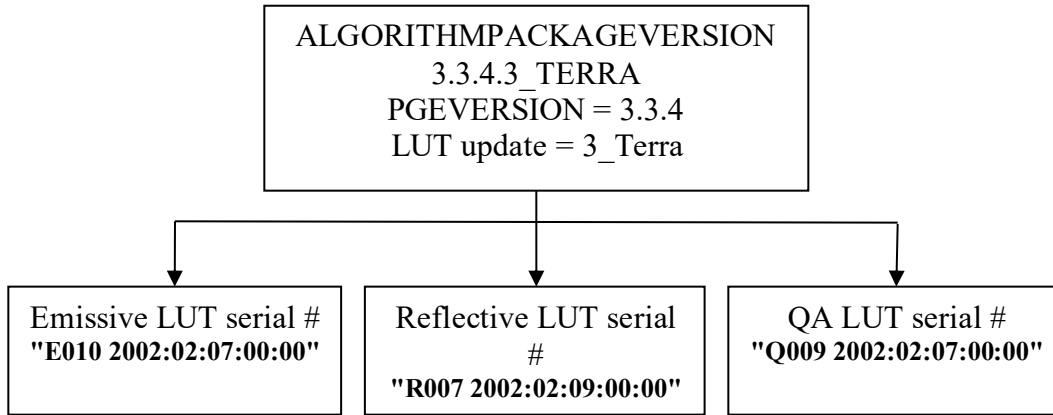 ALGORITHMPACKAGEVERSION
3.3.4.3_TERRA
PGEVERSION = 3.3.4
LUT update = 3_Terra
Emissive LUT serial #
"E010 2002:02:07:00:00"
Reflective LUT serial
#
"R007 2002:02:09:00:00"
QA LUT serial #
"Q009 2002:02:07:00:00"